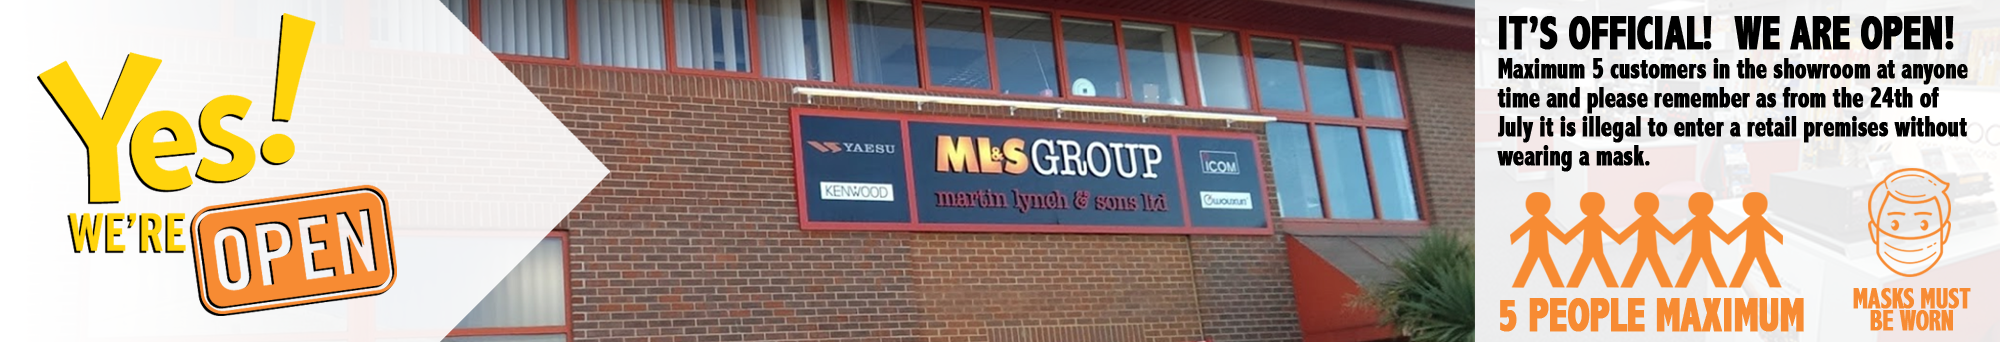 Yes!
WE'RE OPEN
YAESU
KENWOOD
ML&S GROUP
martin lynch & sons ltd
ICOM
Wouxun
IT'S OFFICIAL! WE ARE OPEN!
Maximum 5 customers in the showroom at anyone
time and please remember as from the 24th of
July it is illegal to enter a retail premises without
wearing a mask.
5 PEOPLE MAXIMUM
MASKS MUST
BE WORN